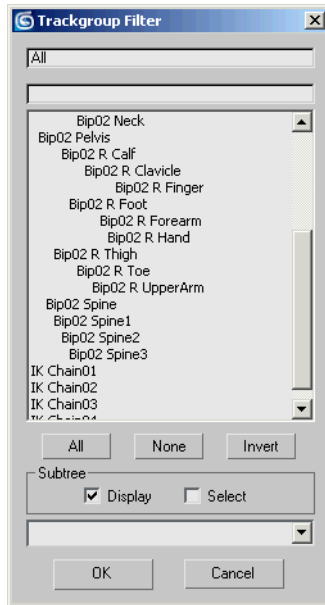 Trackgroup Filter
All
Bip02 Neck
Bip02 Pelvis
Bip02 R Calf
Bip02 R Clavicle
Bip02 R Finger
Bip02 R Foot
Bip02 R Forearm
Bip02 R Hand
Bip02 R Thigh
Bip02 R Toe
Bip02 R UpperArm
Bip02 Spine
Bip02 Spine1
Bip02 Spine2
Bip02 Spine3
IK Chain01
IK Chain02
IK Chain03
IK Chain04
All None Invert
Subtree
Display Select
OK Cancel